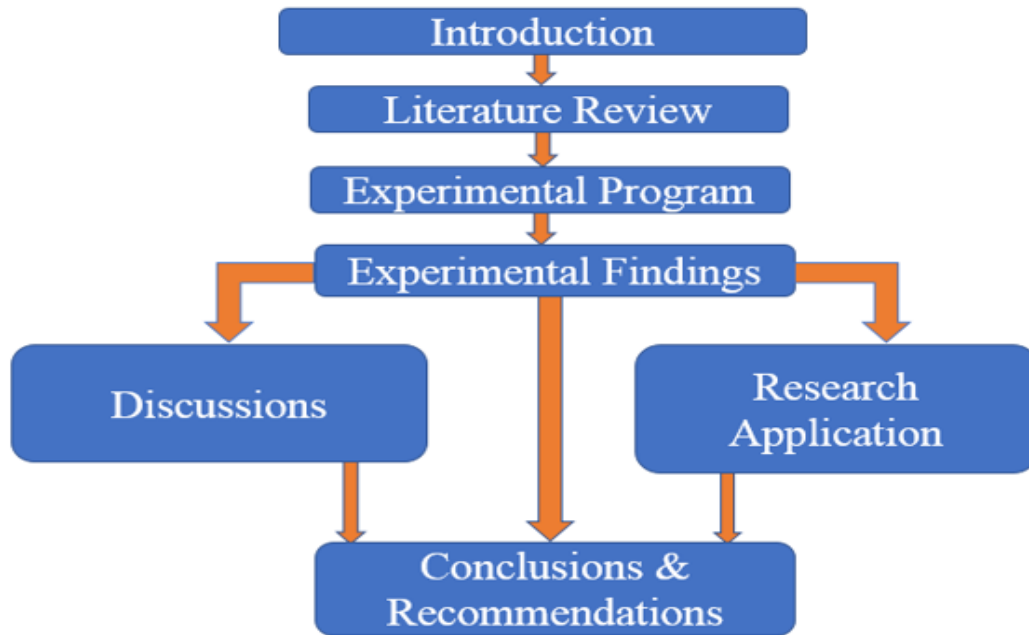 Introduction
Literature Review
Experimental Program
Experimental Findings
Discussions
Research
Application
Conclusions &
Recommendations